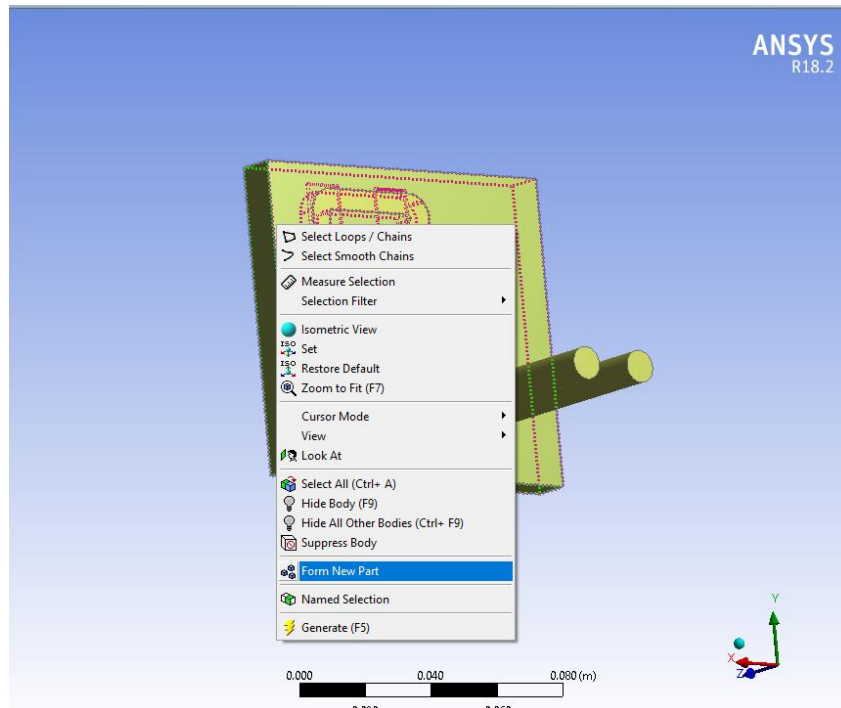 ANSYS
R18.2
Select Loops / Chains
Select Smooth Chains
Measure Selection
Selection Filter
Isometric View
ISO Set
ISO Restore Default
Zoom to Fit (F7)
Cursor Mode
View
Look At
Select All (Ctrl+ A)
Hide Body (F9)
Hide All Other Bodies (Ctrl+ F9)
Suppress Body
Form New Part
Named Selection
Generate (F5)
Y
X
Z
0.000 0.040 0.080 (m)